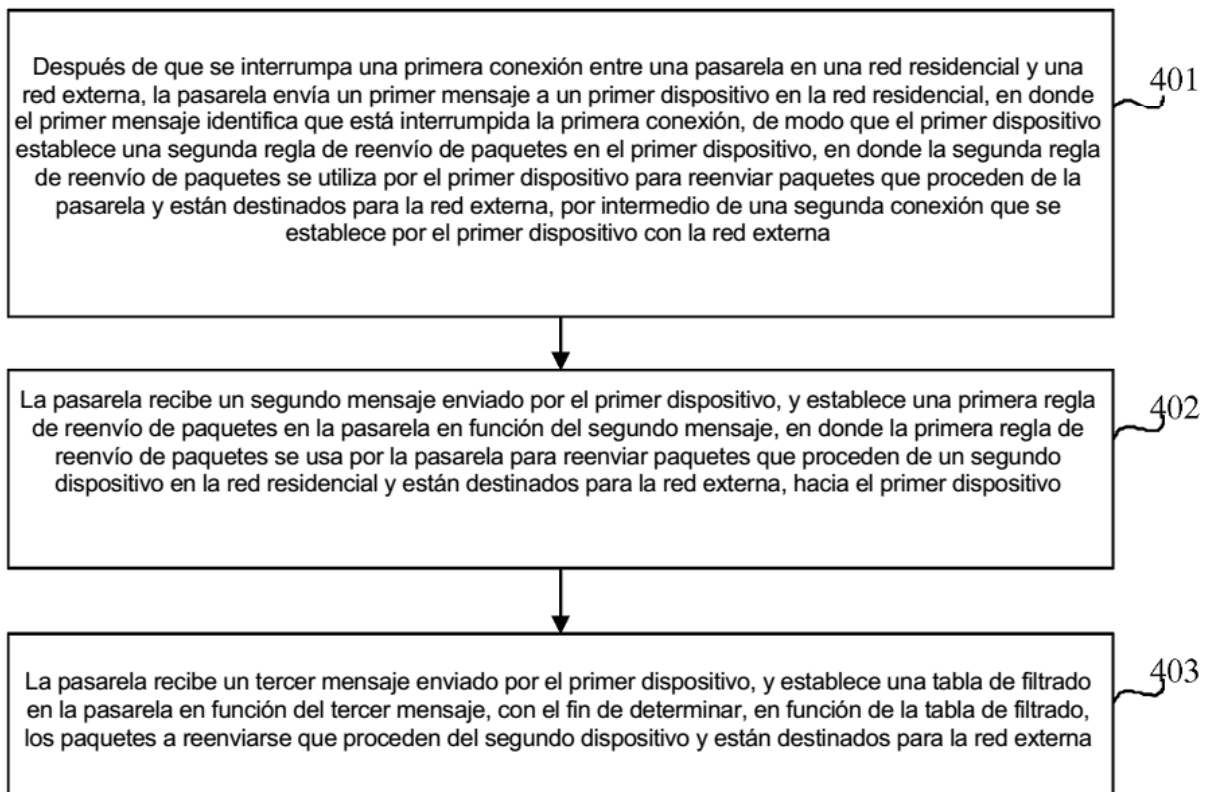 Después de que se interrumpa una primera conexión entre una pasarela en una red residencial y una
red externa, la pasarela envía un primer mensaje a un primer dispositivo en la red residencial, en donde
el primer mensaje identifica que está interrumpida la primera conexión, de modo que el primer dispositivo
establece una segunda regla de reenvío de paquetes en el primer dispositivo, en donde la segunda regla
de reenvío de paquetes se utiliza por el primer dispositivo para reenviar paquetes que proceden de la
pasarela y están destinados para la red externa, por intermedio de una segunda conexión que se
establece por el primer dispositivo con la red externa
401
La pasarela recibe un segundo mensaje enviado por el primer dispositivo, y establece una primera regla
de reenvío de paquetes en la pasarela en función del segundo mensaje, en donde la primera regla de
reenvío de paquetes se usa por la pasarela para reenviar paquetes que proceden de un segundo
dispositivo en la red residencial y están destinados para la red externa, hacia el primer dispositivo
402
La pasarela recibe un tercer mensaje enviado por el primer dispositivo, y establece una tabla de filtrado
en la pasarela en función del tercer mensaje, con el fin de determinar, en función de la tabla de filtrado,
los paquetes a reenviarse que proceden del segundo dispositivo y están destinados para la red externa
403